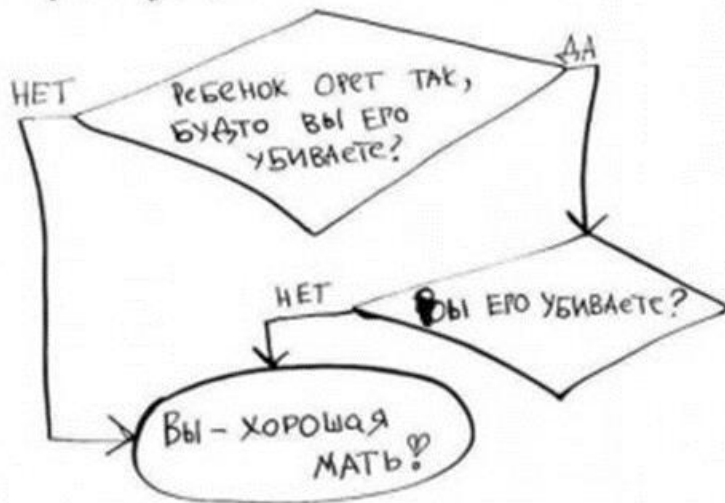 НЕТ
ДА
РЕБЕНОК ОРЕТ ТАК,
БУДТО ВЫ ЕГО
УБИВАЕТЕ?
НЕТ
ВЫ ЕГО УБИВАЕТЕ?
ВЫ – ХОРОШАЯ
МАТЬ!